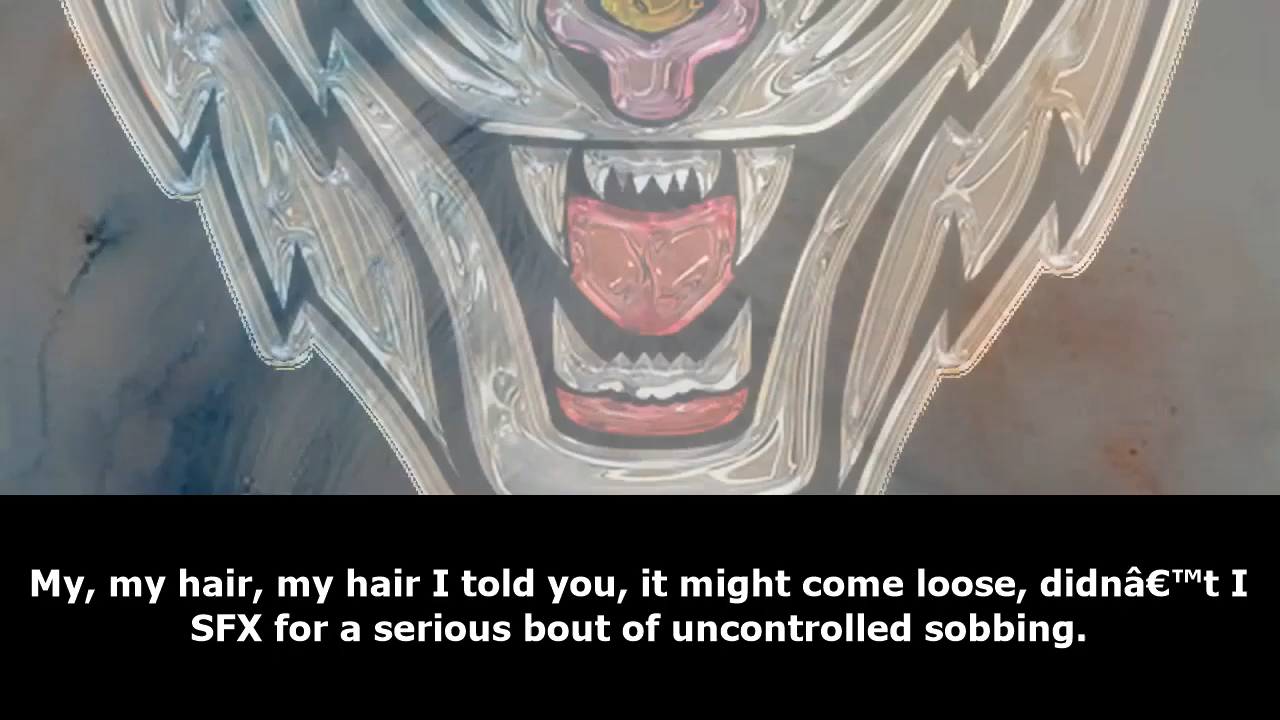 My, my hair, my hair I told you, it might come loose, didnâ€™t I
SFX for a serious bout of uncontrolled sobbing.